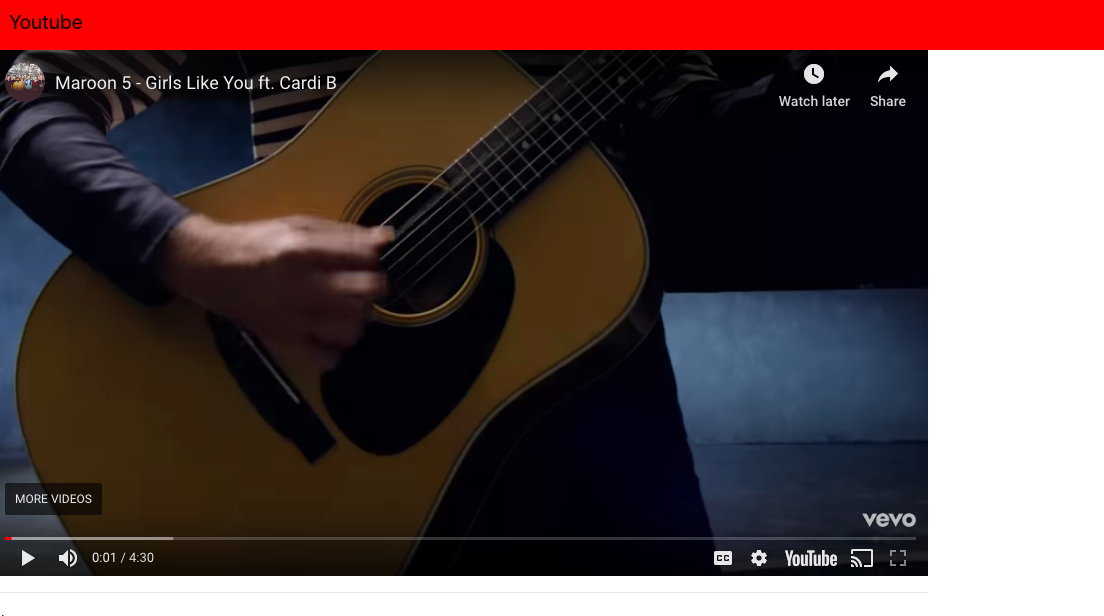 Youtube
Maroon 5 - Girls Like You ft. Cardi B
Watch later
Share
MORE VIDEOS
vevo
0:01 / 4:30
CC
YouTube